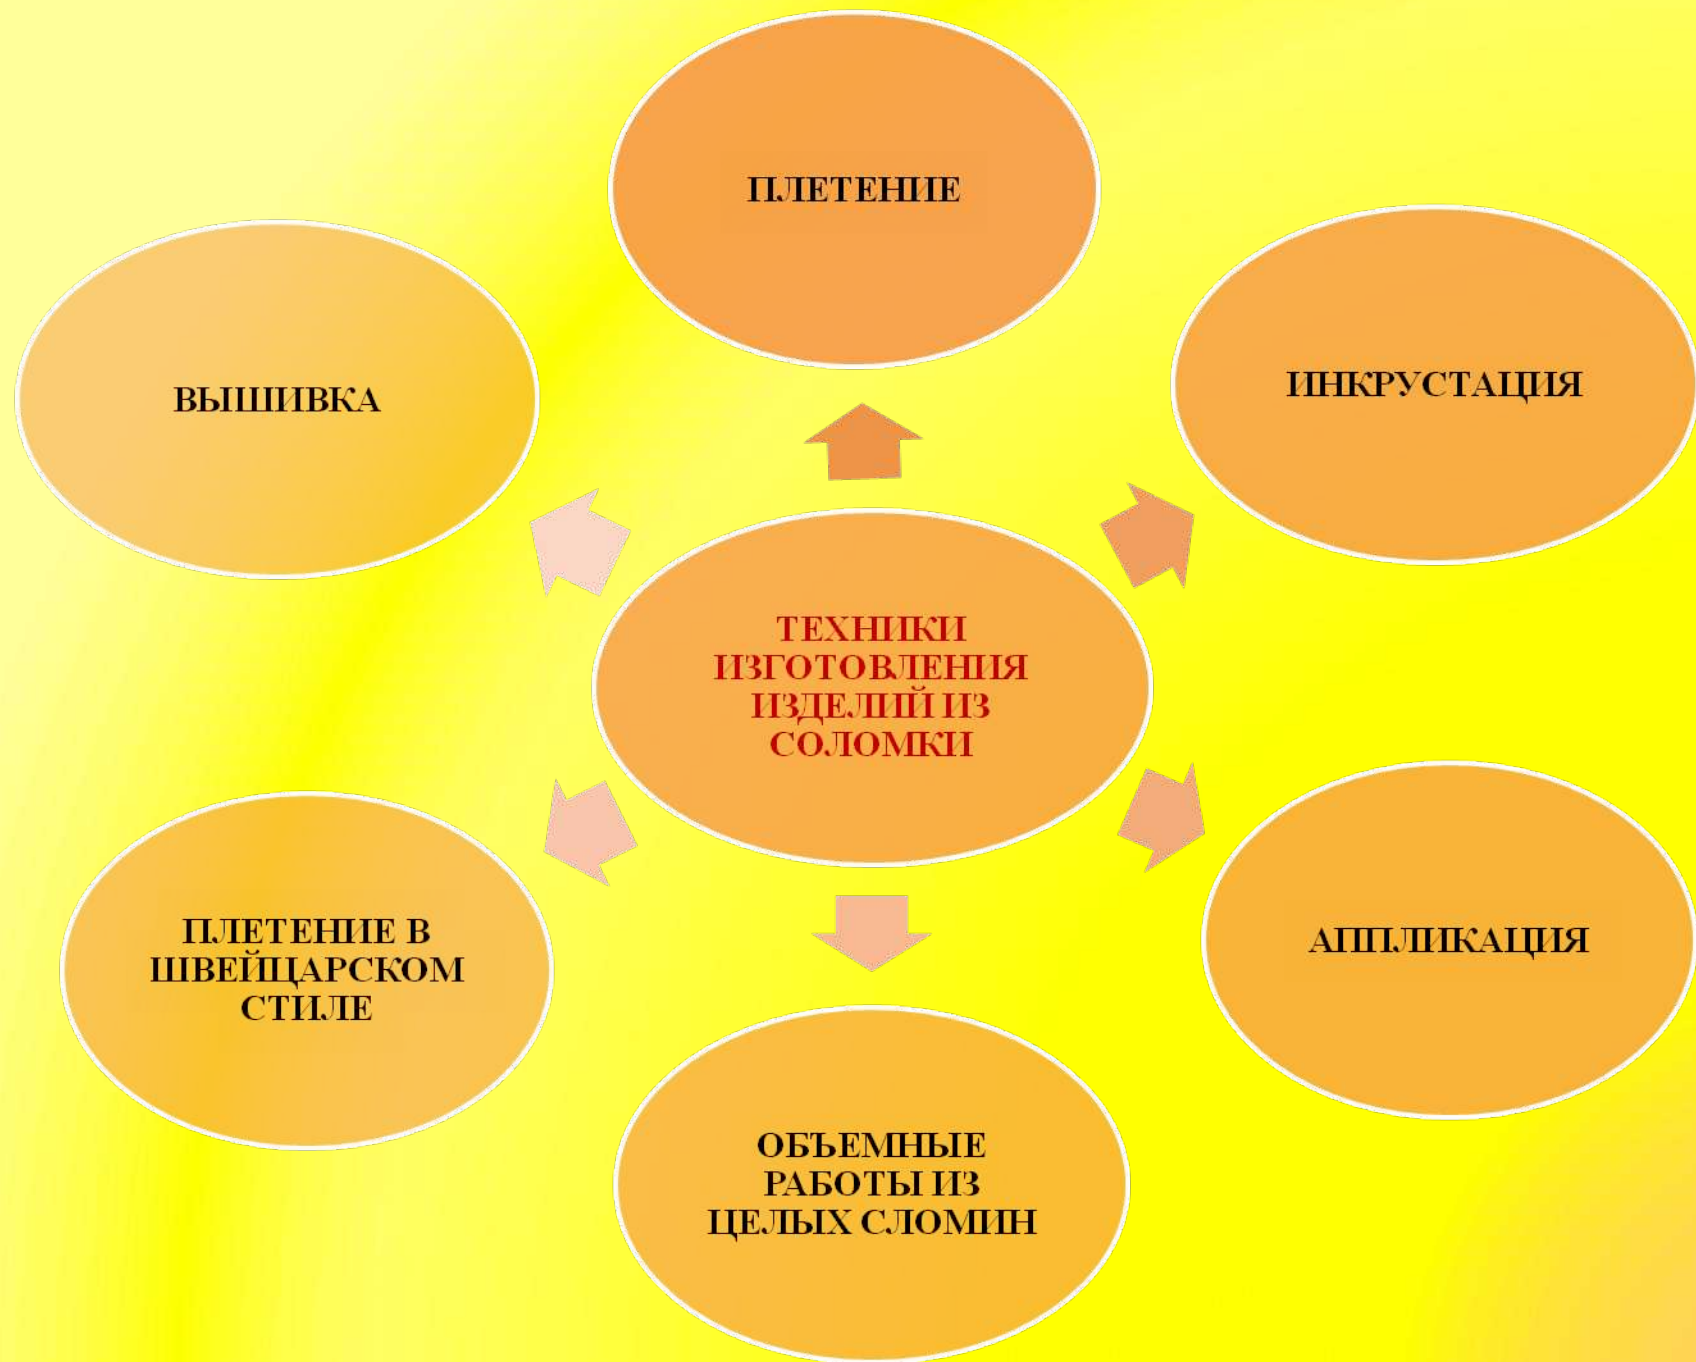 ПЛЕТЕНИЕ
ВЫШИВКА
ИНКРУСТАЦИЯ
ТЕХНИКИ
ИЗГОТОВЛЕНИЯ
ИЗДЕЛИЙ ИЗ
СОЛОМКИ
ПЛЕТЕНИЕ В
ШВЕЙЦАРСКОМ
СТИЛЕ
АППЛИКАЦИЯ
ОБЪЕМНЫЕ
РАБОТЫ ИЗ
ЦЕЛЫХ СЛОМИН